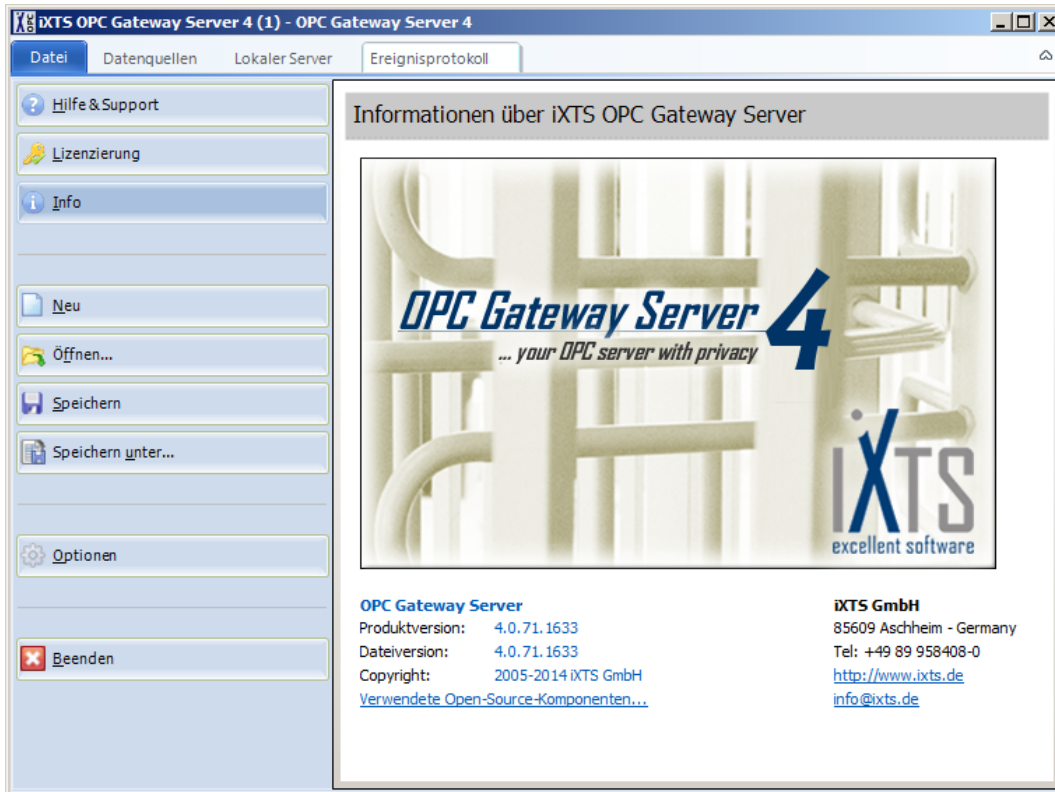 iXTS OPC Gateway Server 4 (1) - OPC Gateway Server 4
Datei
Datenquellen
Lokaler Server
Ereignisprotokoll
Hilfe & Support
Lizenzierung
Info
Neu
Öffnen...
Speichern
Speichern unter...
Optionen
Beenden
Informationen über iXTS OPC Gateway Server
OPC Gateway Server 4
... your OPC server with privacy
iXTS
excellent software
OPC Gateway Server
Produktversion: 4.0.71.1633
Dateiversion: 4.0.71.1633
Copyright: 2005-2014 iXTS GmbH
Verwendete Open-Source-Komponenten...
iXTS GmbH
85609 Aschheim - Germany
Tel: +49 89 958408-0
http://www.ixts.de
info@ixts.de